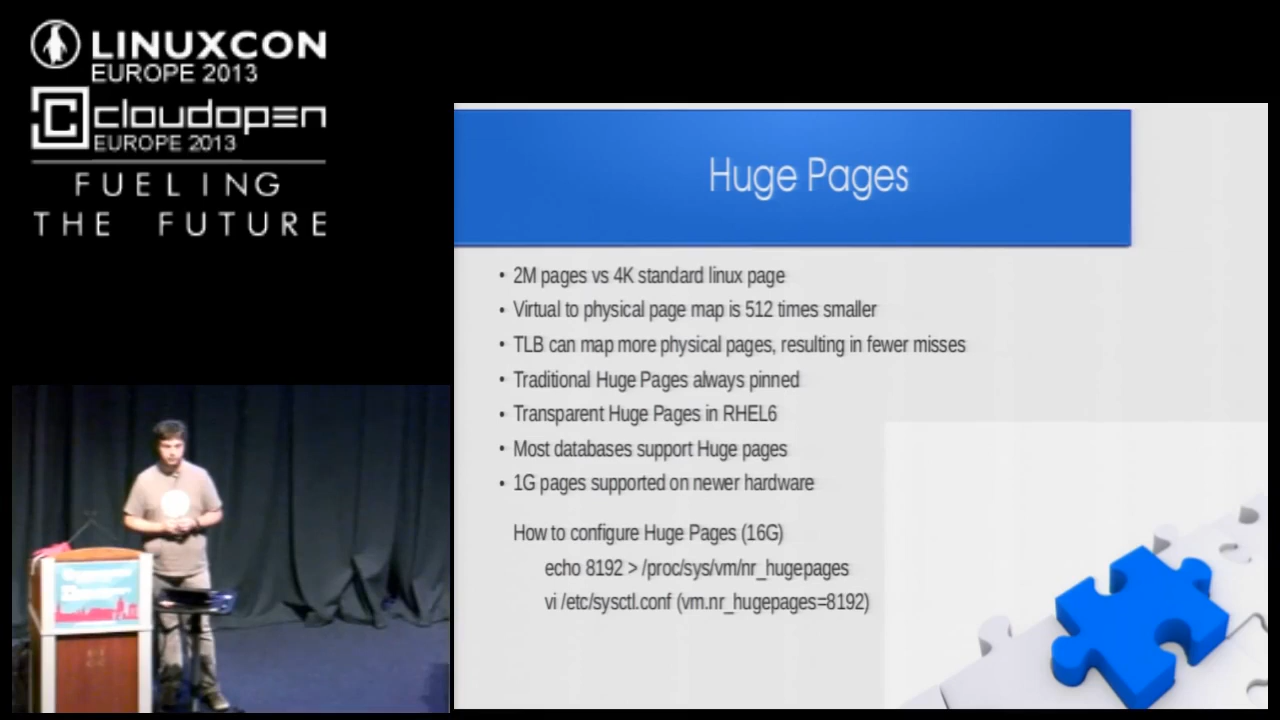 LINUXCON
EUROPE 2013
cloudopen
EUROPE 2013
FUELING
THE FUTURE
Huge Pages
• 2M pages vs 4K standard linux page
• Virtual to physical page map is 512 times smaller
• TLB can map more physical pages, resulting in fewer misses
• Traditional Huge Pages always pinned
• Transparent Huge Pages in RHEL6
• Most databases support Huge pages
• 1G pages supported on newer hardware
How to configure Huge Pages (16G)
echo 8192 > /proc/sys/vm/nr_hugepages
vi /etc/sysctl.conf (vm.nr_hugepages=8192)